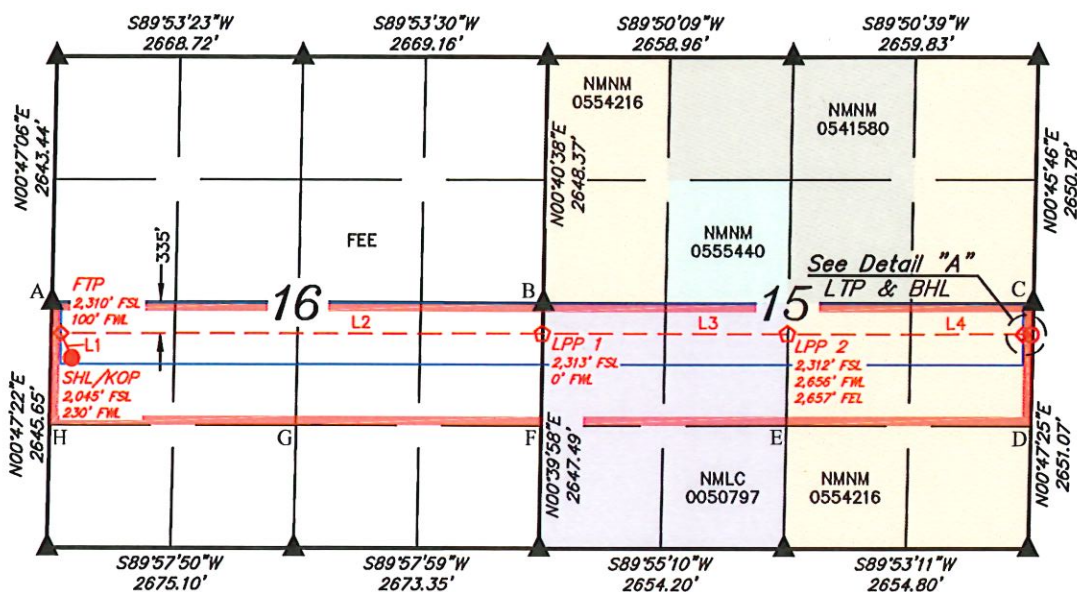 S89°53'23"W
2668.72'
S89°53'30"W
2669.16'
S89°50'09"W
2658.96'
S89°50'39"W
2659.83'
N00°47'06"E
2643.44'
NMNM
0554216
N00°40'38"E
2648.37'
NMNM
0541580
N00°45'46"E
2650.78'
335'
FEE
NMNM
0555440
See Detail "A"
LTP & BHL
A
FTP
2,310' FSL
100' FWL
16
B
15
C
L1
L2
L3
L4
SHL/KOP
2,045' FSL
230' FWL
LPP 1
2,313' FSL
0' FWL
LPP 2
2,312' FSL
2,656' FWL
2,657' FEL
N00°47'22"E
2645.65'
H
G
F
E
D
N00°39'58"E
2647.49'
NMLC
0050797
NMNM
0554216
N00°47'25"E
2651.07'
S89°57'50"W
2675.10'
S89°57'59"W
2673.35'
S89°55'10"W
2654.20'
S89°53'11"W
2654.80'